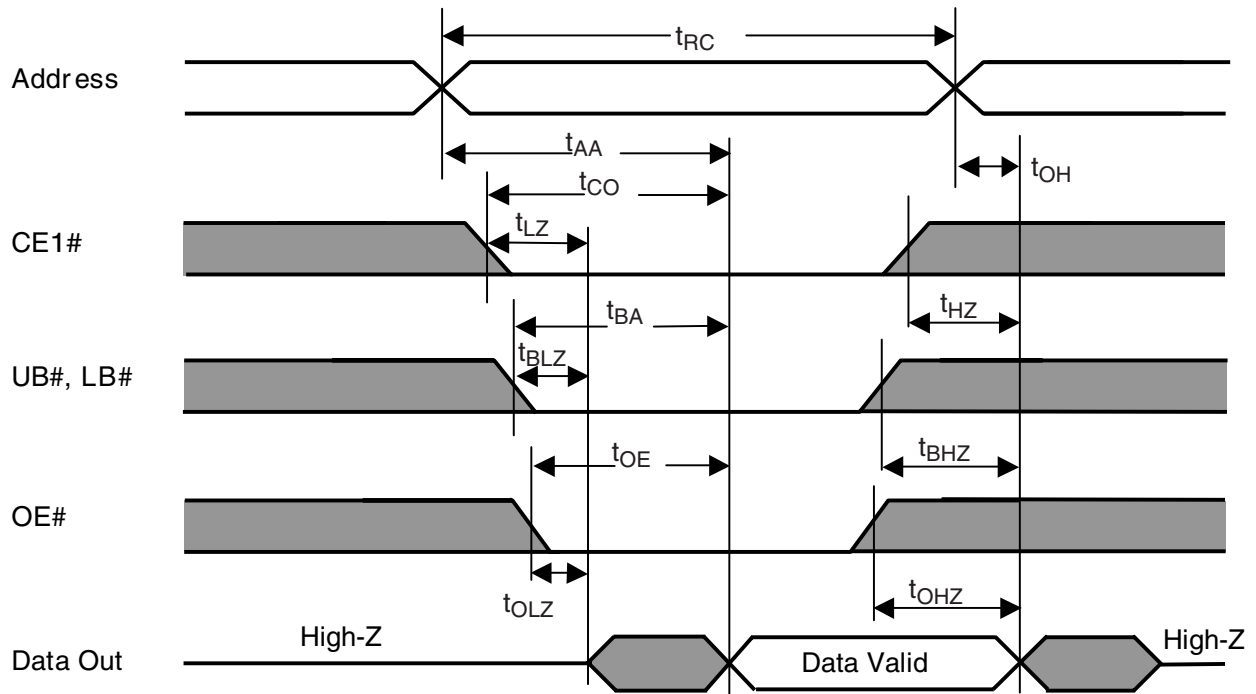 tRC
Address
tAA
tOH
tCO
CE1#
tLZ
tHZ
tBA
UB#, LB#
tBLZ
tOE
tBHZ
OE#
tOLZ
tOHZ
Data Out
High-Z
Data Valid
High-Z